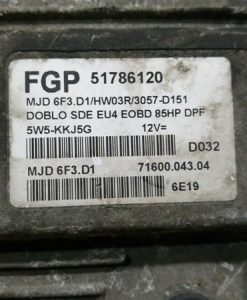 FGP 51786120
MJD 6F3.D1/HW03R/3057-D151
DOBLO SDE EU4 EOBD 85HP DPF
5W5-KKJ5G 12V=
D032
MJD 6F3.D1 71600.043.04
6E19